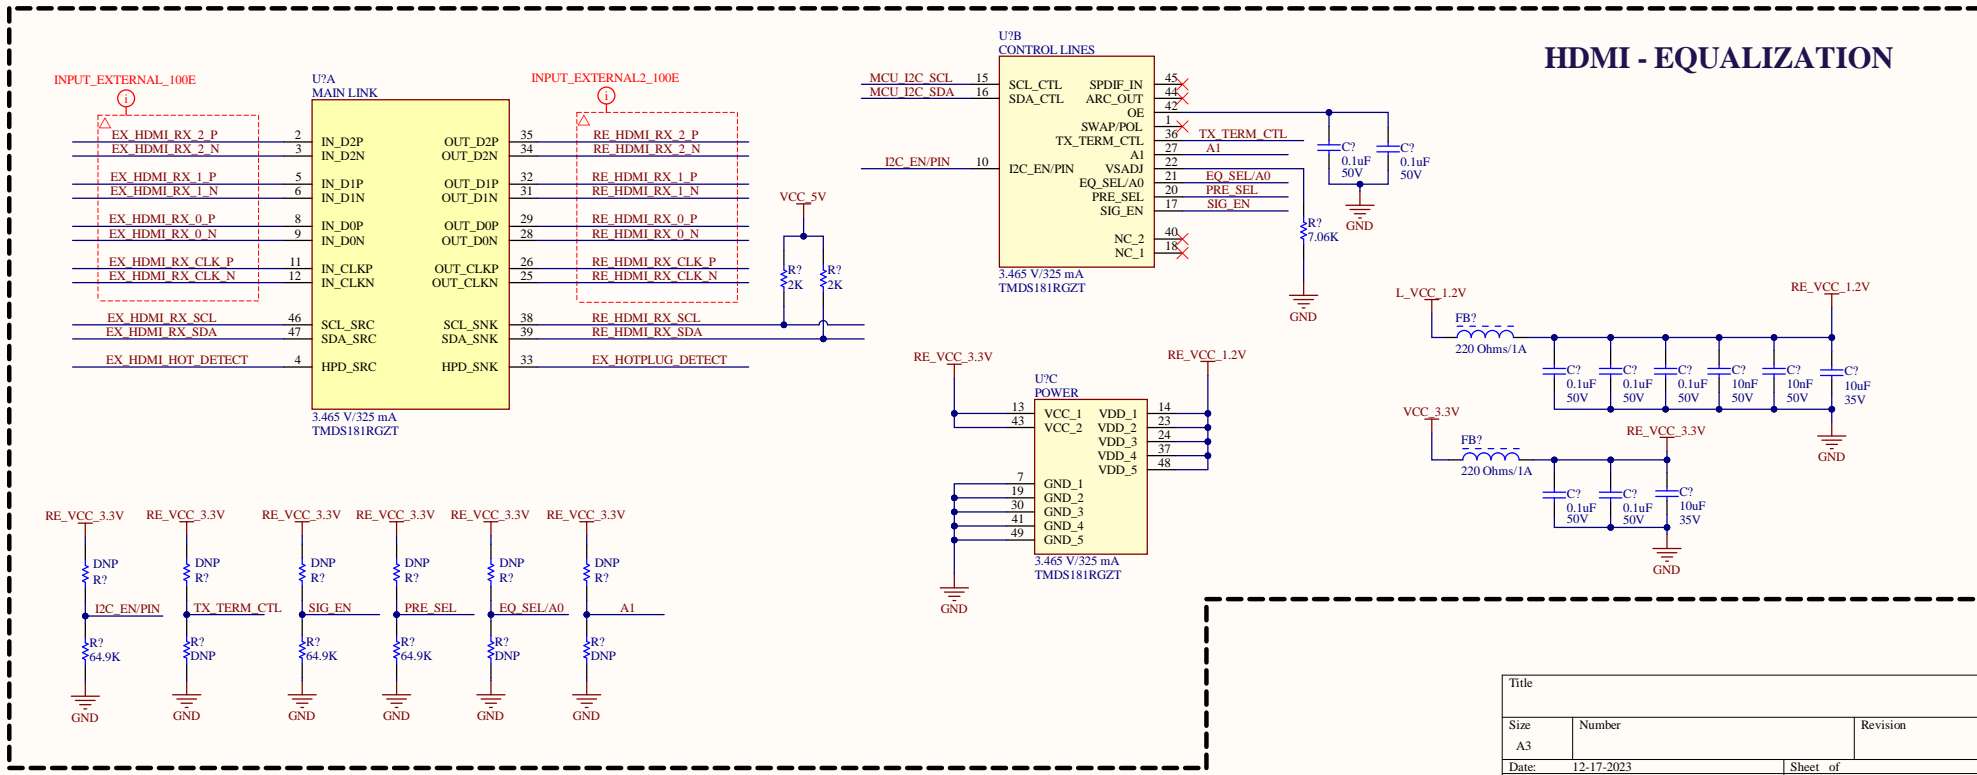 HDMI - EQUALIZATION
INPUT_EXTERNAL_100E
i
U?A
MAIN LINK
INPUT_EXTERNAL2_100E
i
EX_HDMI_RX_2_P 2 IN_D2P OUT_D2P 35 RE_HDMI_RX_2_P
EX_HDMI_RX_2_N 3 IN_D2N OUT_D2N 34 RE_HDMI_RX_2_N
EX_HDMI_RX_1_P 5 IN_D1P OUT_D1P 32 RE_HDMI_RX_1_P
EX_HDMI_RX_1_N 6 IN_D1N OUT_D1N 31 RE_HDMI_RX_1_N
EX_HDMI_RX_0_P 8 IN_D0P OUT_D0P 29 RE_HDMI_RX_0_P
EX_HDMI_RX_0_N 9 IN_D0N OUT_D0N 28 RE_HDMI_RX_0_N
EX_HDMI_RX_CLK_P 11 IN_CLKP OUT_CLKP 26 RE_HDMI_RX_CLK_P
EX_HDMI_RX_CLK_N 12 IN_CLKN OUT_CLKN 25 RE_HDMI_RX_CLK_N
EX_HDMI_RX_SCL 46 SCL_SRC SCL_SNK 38 RE_HDMI_RX_SCL
EX_HDMI_RX_SDA 47 SDA_SRC SDA_SNK 39 RE_HDMI_RX_SDA
EX_HDMI_HOT_DETECT 4 HPD_SRC HPD_SNK 33 EX_HOTPLUG_DETECT
3.465 V/325 mA
TMDS181RGZT
VCC_5V
R? R?
2K 2K
U?B
CONTROL LINES
MCU_I2C_SCL 15 SCL_CTL SPDIF_IN 45
MCU_I2C_SDA 16 SDA_CTL ARC_OUT 44
OE 42
SWAP/POL 1
TX_TERM_CTL 36 TX_TERM_CTL
A1 27 A1
I2C_EN/PIN 10 I2C_EN/PIN VSADJ 22
EQ_SEL/A0 21 EQ_SEL/A0
PRE_SEL 20 PRE_SEL
SIG_EN 17 SIG_EN
NC_2 40
NC_1 18
3.465 V/325 mA
TMDS181RGZT
C? C?
0.1uF 0.1uF
50V 50V
GND
R?
7.06K
GND
RE_VCC_3.3V
RE_VCC_1.2V
U?C
POWER
13 VCC_1 VDD_1 14
43 VCC_2 VDD_2 23
VDD_3 24
VDD_4 37
VDD_5 48
7 GND_1
19 GND_2
30 GND_3
41 GND_4
49 GND_5
3.465 V/325 mA
TMDS181RGZT
GND
L_VCC_1.2V
RE_VCC_1.2V
FB?
220 Ohms/1A
C? C? C? C? C? C?
0.1uF 0.1uF 0.1uF 10nF 10nF 10uF
50V 50V 50V 50V 50V 35V
GND
VCC_3.3V
RE_VCC_3.3V
FB?
220 Ohms/1A
C? C? C?
0.1uF 0.1uF 10uF
50V 50V 35V
GND
RE_VCC_3.3V RE_VCC_3.3V RE_VCC_3.3V RE_VCC_3.3V RE_VCC_3.3V RE_VCC_3.3V
DNP DNP DNP DNP DNP DNP
R? R? R? R? R? R?
I2C_EN/PIN TX_TERM_CTL SIG_EN PRE_SEL EQ_SEL/A0 A1
R? R? R? R? R? R?
64.9K DNP 64.9K 64.9K DNP DNP
GND GND GND GND GND GND
Title
Size Number Revision
A3
Date: 12-17-2023 Sheet of